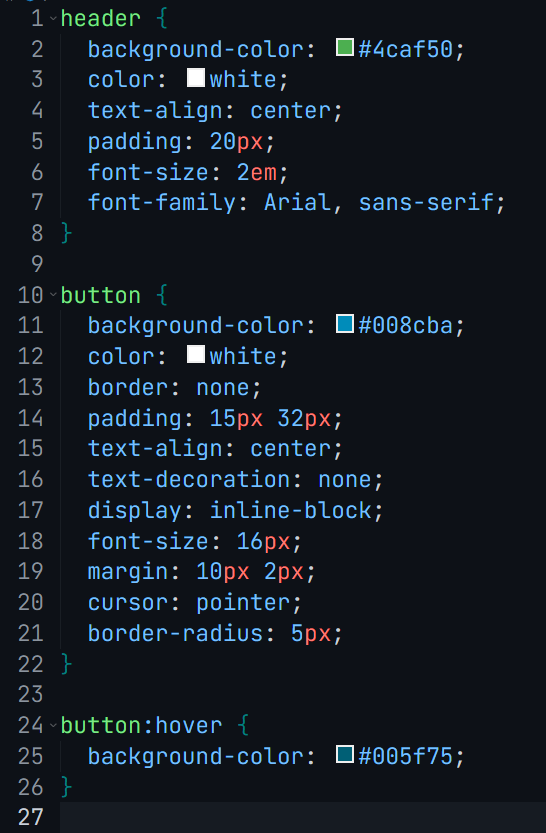 1 header {
2 background-color: #4caf50;
3 color: white;
4 text-align: center;
5 padding: 20px;
6 font-size: 2em;
7 font-family: Arial, sans-serif;
8 }
9
10 button {
11 background-color: #008cba;
12 color: white;
13 border: none;
14 padding: 15px 32px;
15 text-align: center;
16 text-decoration: none;
17 display: inline-block;
18 font-size: 16px;
19 margin: 10px 2px;
20 cursor: pointer;
21 border-radius: 5px;
22 }
23
24 button:hover {
25 background-color: #005f75;
26 }
27